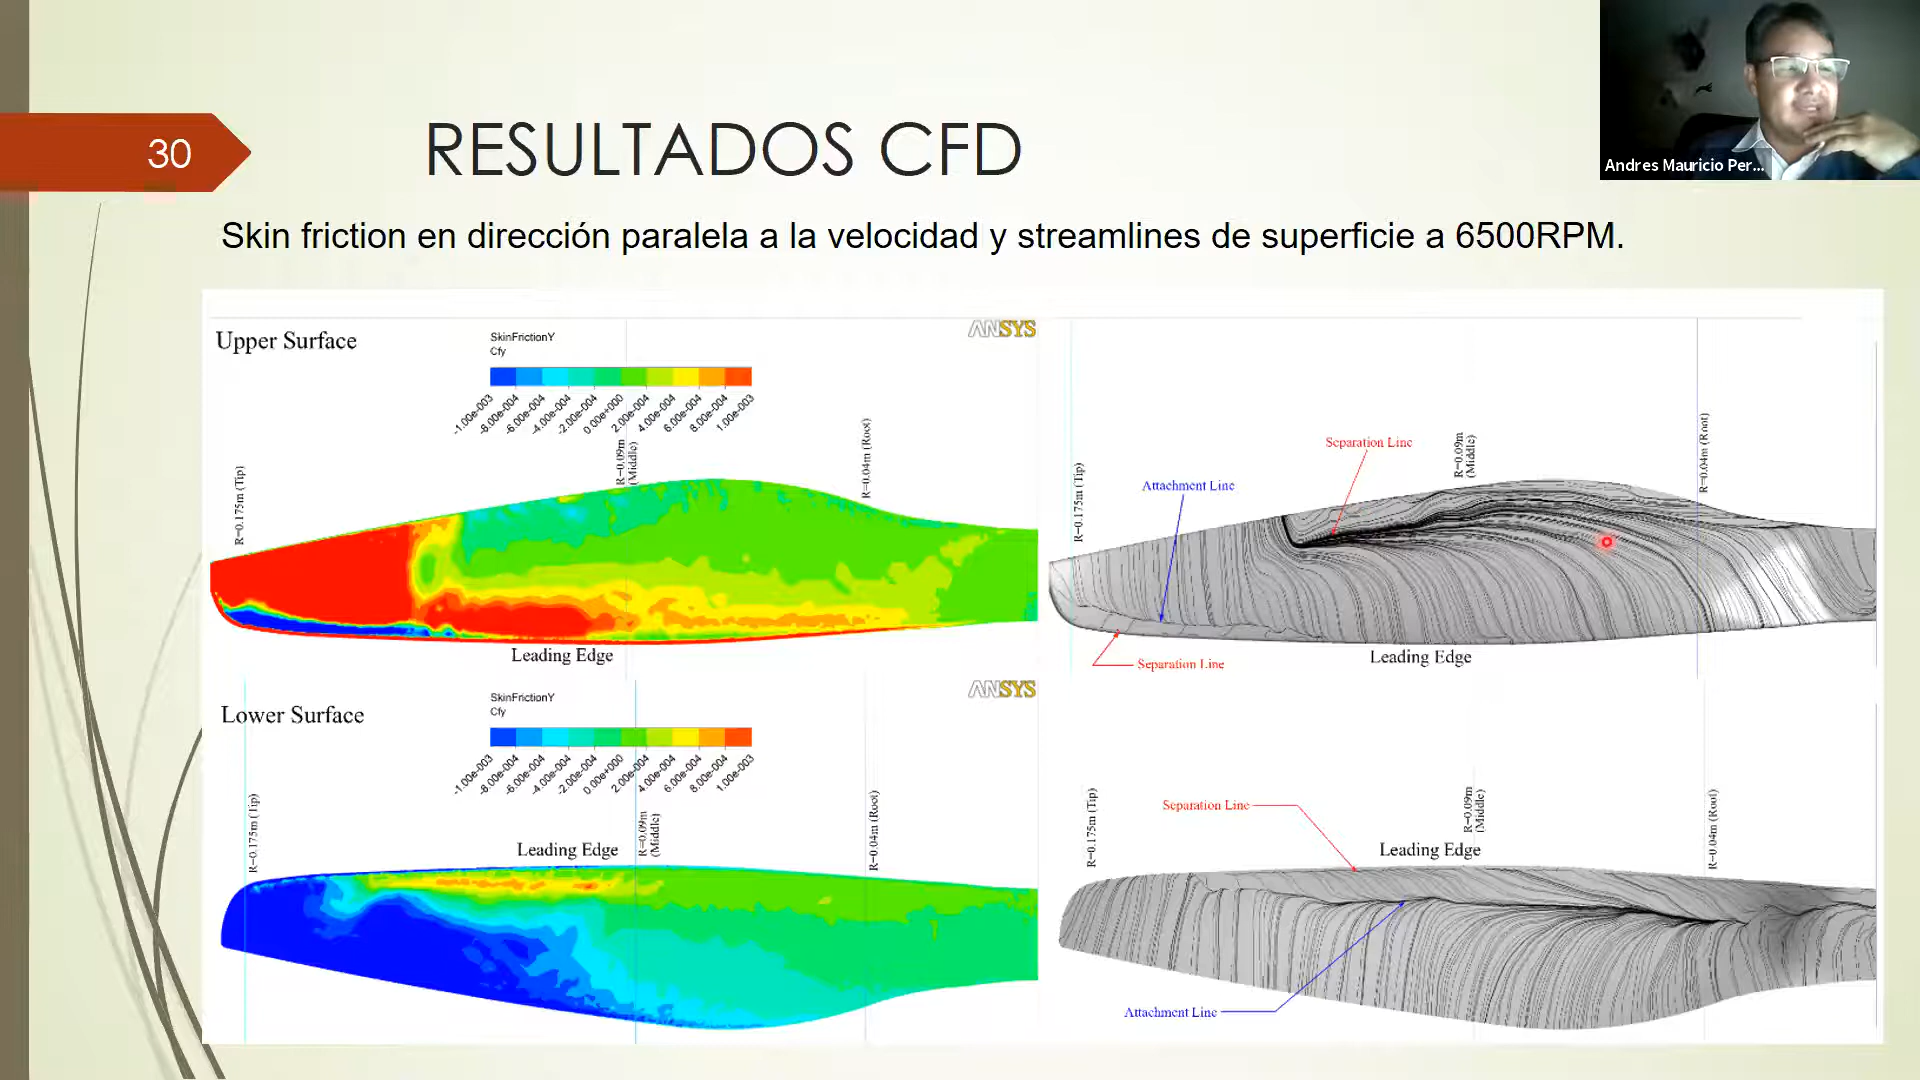 30
RESULTADOS CFD
Andres Mauricio Per...
Skin friction en dirección paralela a la velocidad y streamlines de superficie a 6500RPM.
Upper Surface
SkinFrictionY
Cfy
-1.00e-003
-8.00e-004
-6.00e-004
-4.00e-004
-2.00e-004
0.00e+000
2.00e-004
4.00e-004
6.00e-004
8.00e-004
1.00e-003
ANSYS
R=0.175m (Tip)
R=0.09m
(Middle)
R=0.04m (Root)
Leading Edge
Separation Line
Attachment Line
R=0.175m (Tip)
R=0.09m
(Middle)
R=0.04m (Root)
Separation Line
Leading Edge
Lower Surface
SkinFrictionY
Cfy
-1.00e-003
-8.00e-004
-6.00e-004
-4.00e-004
-2.00e-004
0.00e+000
2.00e-004
4.00e-004
6.00e-004
8.00e-004
1.00e-003
ANSYS
R=0.175m (Tip)
Leading Edge
R=0.09m
(Middle)
R=0.04m (Root)
Separation Line
R=0.175m (Tip)
Leading Edge
R=0.09m
(Middle)
R=0.04m (Root)
Attachment Line